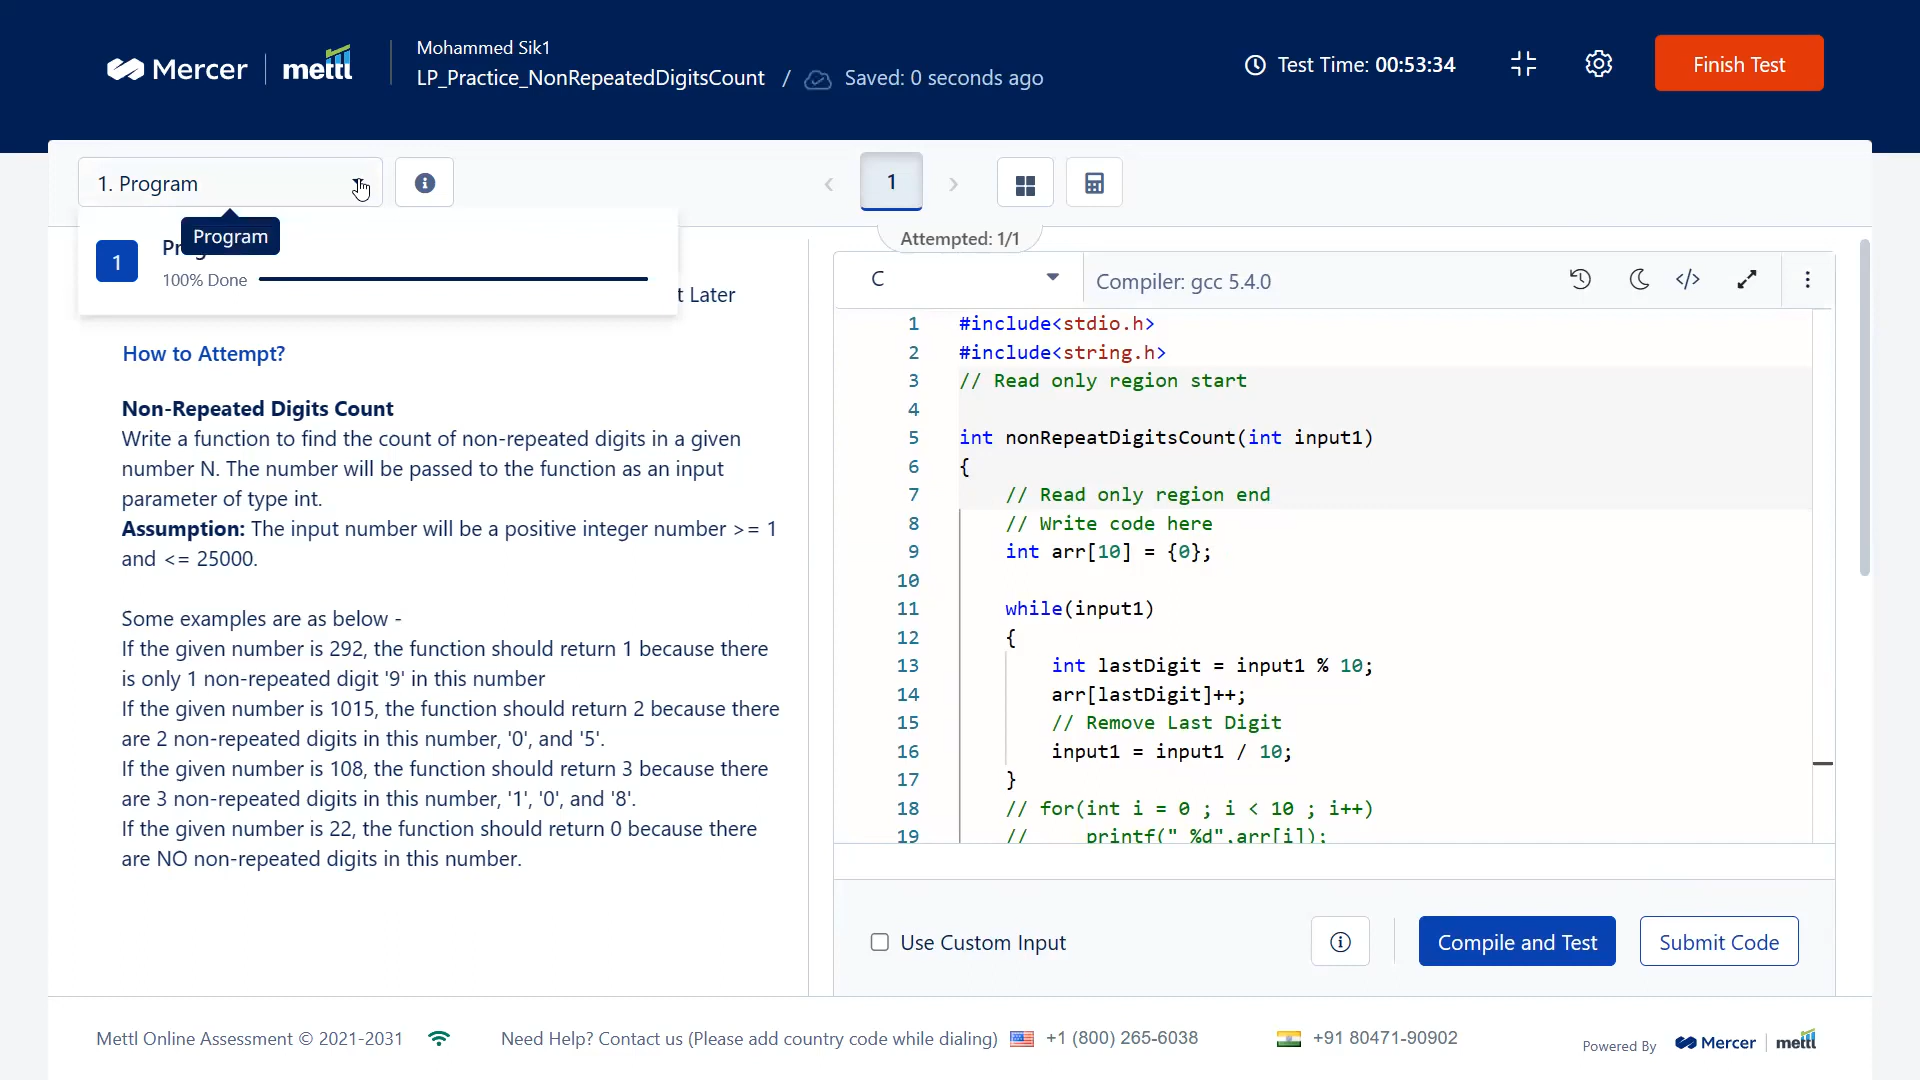 Mercer
mettl
Mohammed Sik1
LP_Practice_NonRepeatedDigitsCount / Saved: 0 seconds ago
Test Time: 00:53:34
Finish Test
1. Program
1
Program
1
100% Done
Attempted: 1/1
t Later
How to Attempt?
Non-Repeated Digits Count
Write a function to find the count of non-repeated digits in a given
number N. The number will be passed to the function as an input
parameter of type int.
Assumption: The input number will be a positive integer number >= 1
and <= 25000.
Some examples are as below -
If the given number is 292, the function should return 1 because there
is only 1 non-repeated digit '9' in this number
If the given number is 1015, the function should return 2 because there
are 2 non-repeated digits in this number, '0', and '5'.
If the given number is 108, the function should return 3 because there
are 3 non-repeated digits in this number, '1', '0', and '8'.
If the given number is 22, the function should return 0 because there
are NO non-repeated digits in this number.
C
Compiler: gcc 5.4.0
1 #include<stdio.h>
2 #include<string.h>
3 // Read only region start
4
5 int nonRepeatDigitsCount(int input1)
6 {
7 // Read only region end
8 // Write code here
9 int arr[10] = {0};
10
11 while(input1)
12 {
13 int lastDigit = input1 % 10;
14 arr[lastDigit]++;
15 // Remove Last Digit
16 input1 = input1 / 10;
17 }
18 // for(int i = 0 ; i < 10 ; i++)
19 // printf(" %d",arr[i]);
Use Custom Input
Compile and Test
Submit Code
Mettl Online Assessment © 2021-2031
Need Help? Contact us (Please add country code while dialing)
+1 (800) 265-6038
+91 80471-90902
Powered By
Mercer
mettl